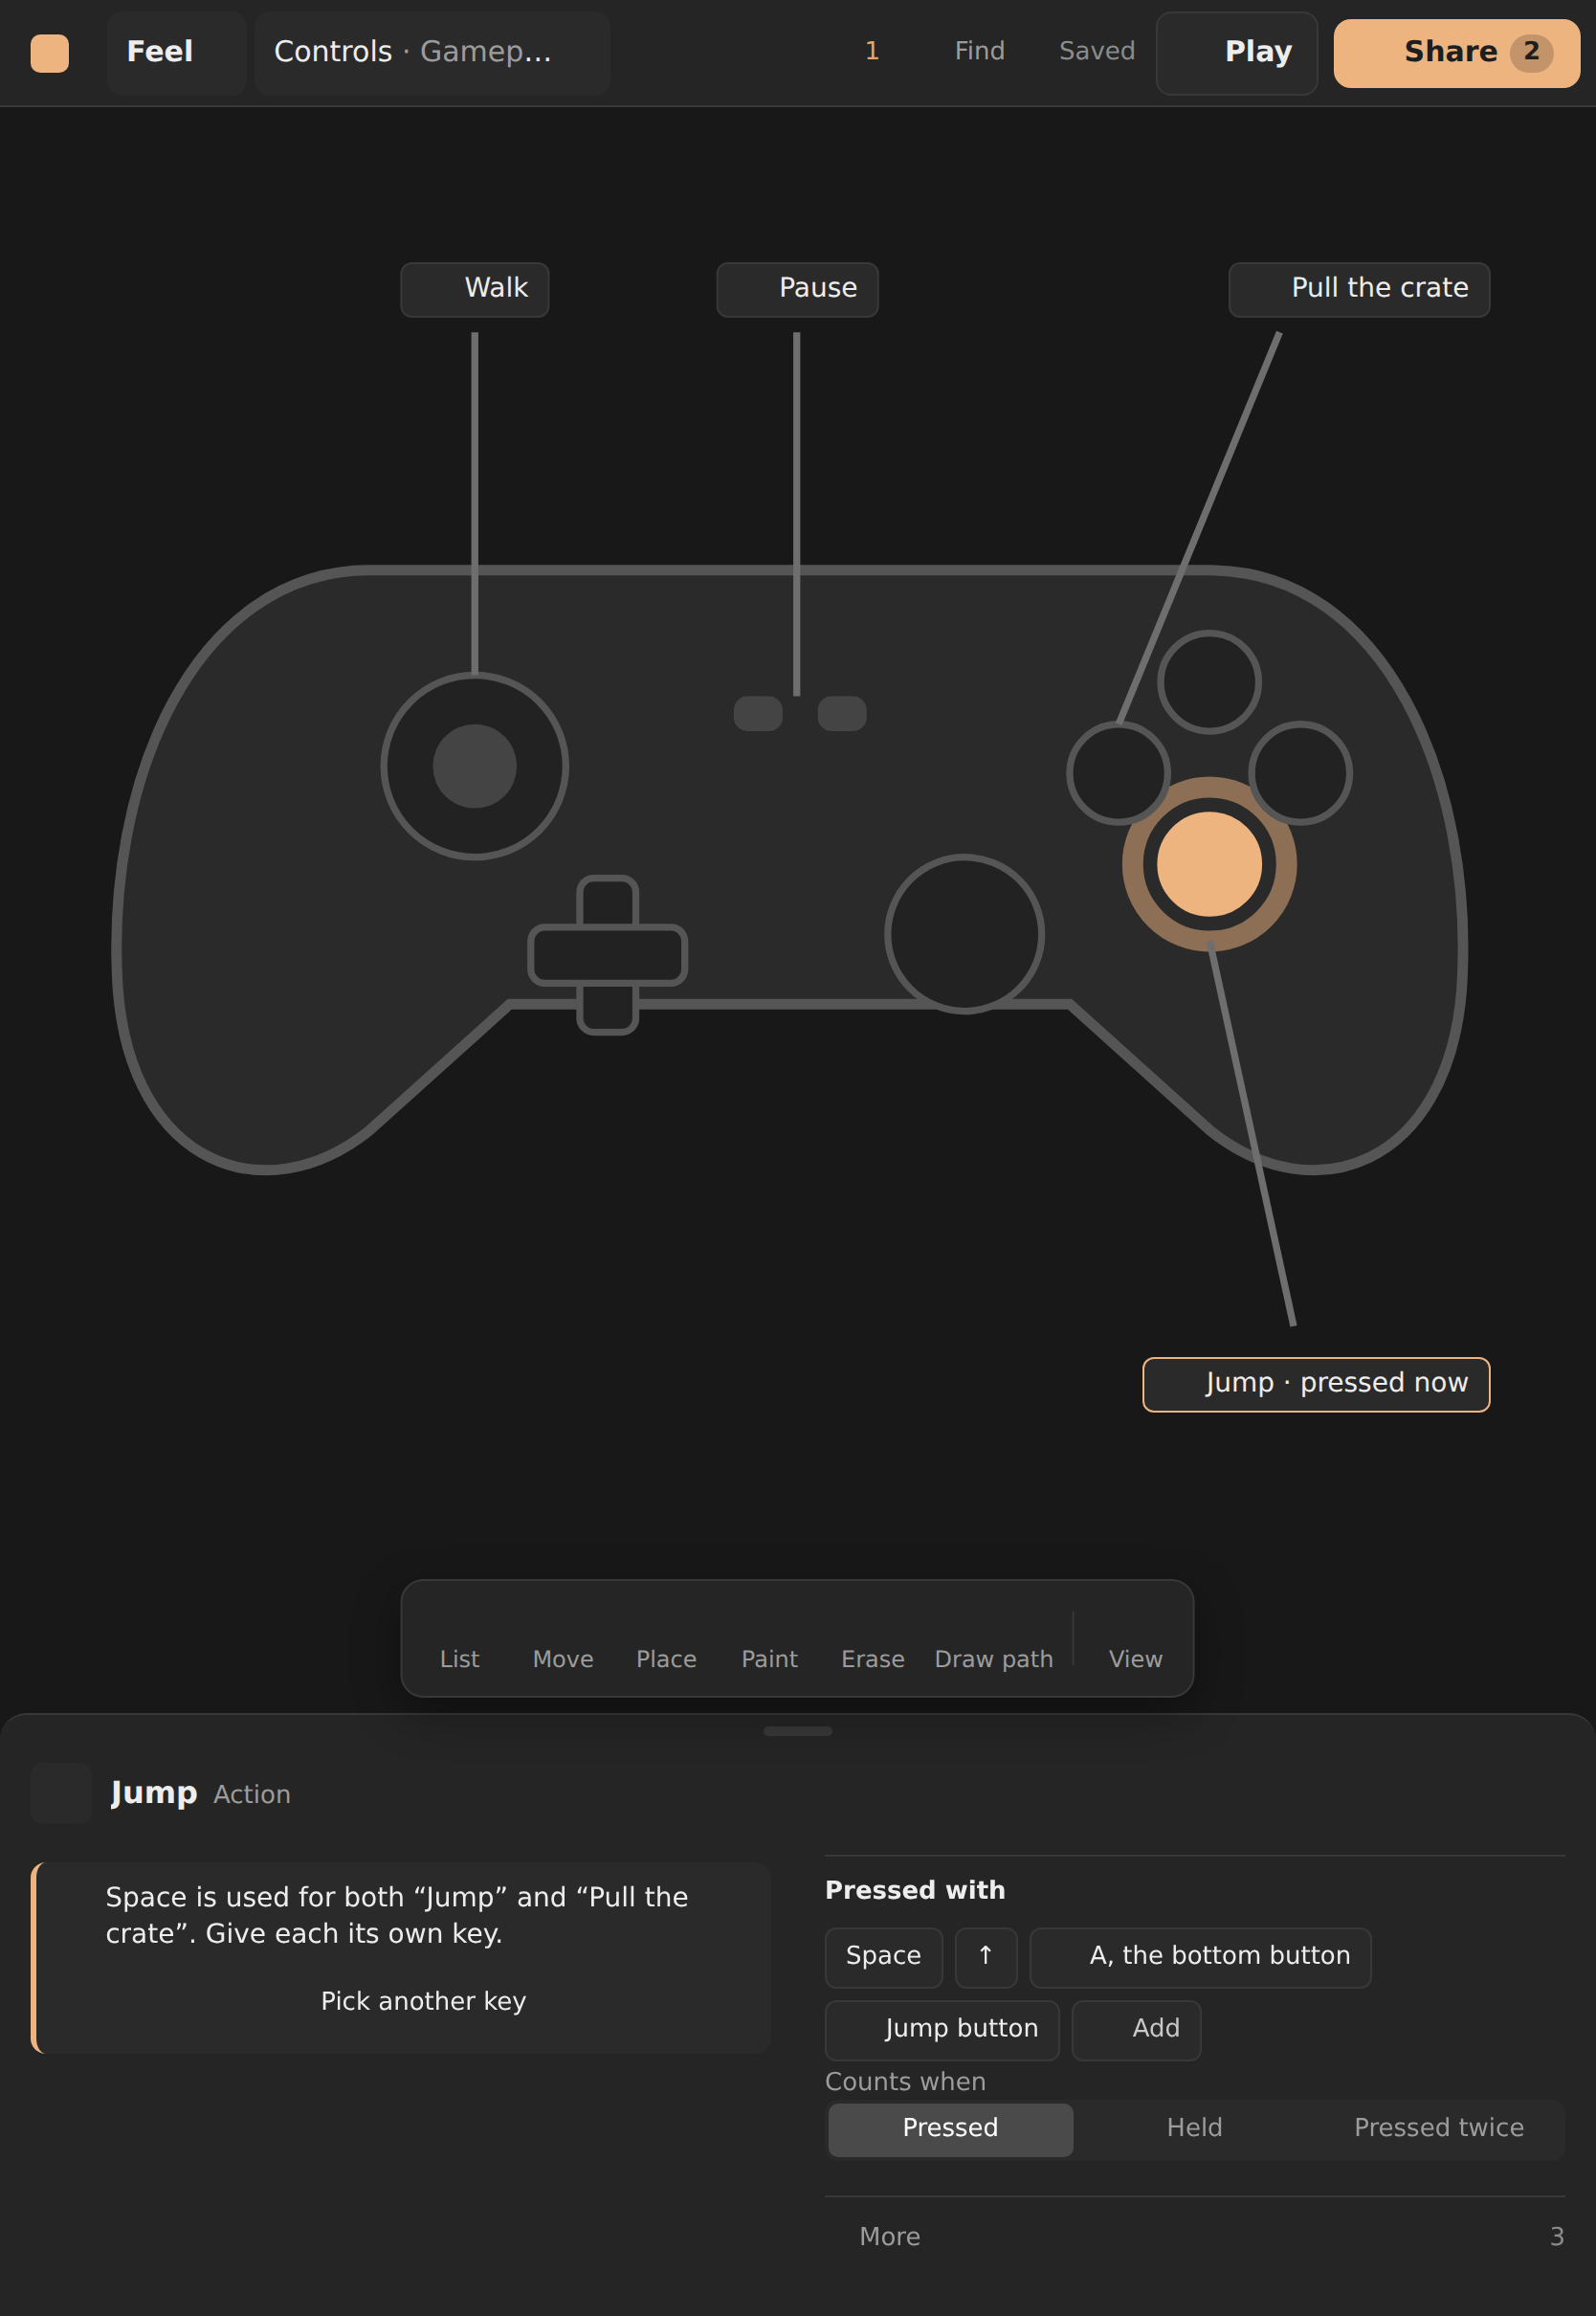 Feel
Controls · Gamep...
1
Find
Saved
Play
Share 2
Walk
Pause
Pull the crate
Jump · pressed now
List
Move
Place
Paint
Erase
Draw path
View
Jump Action
Space is used for both “Jump” and “Pull the
crate”. Give each its own key.
Pick another key
Pressed with
Space
↑
A, the bottom button
Jump button
Add
Counts when
Pressed
Held
Pressed twice
More
3